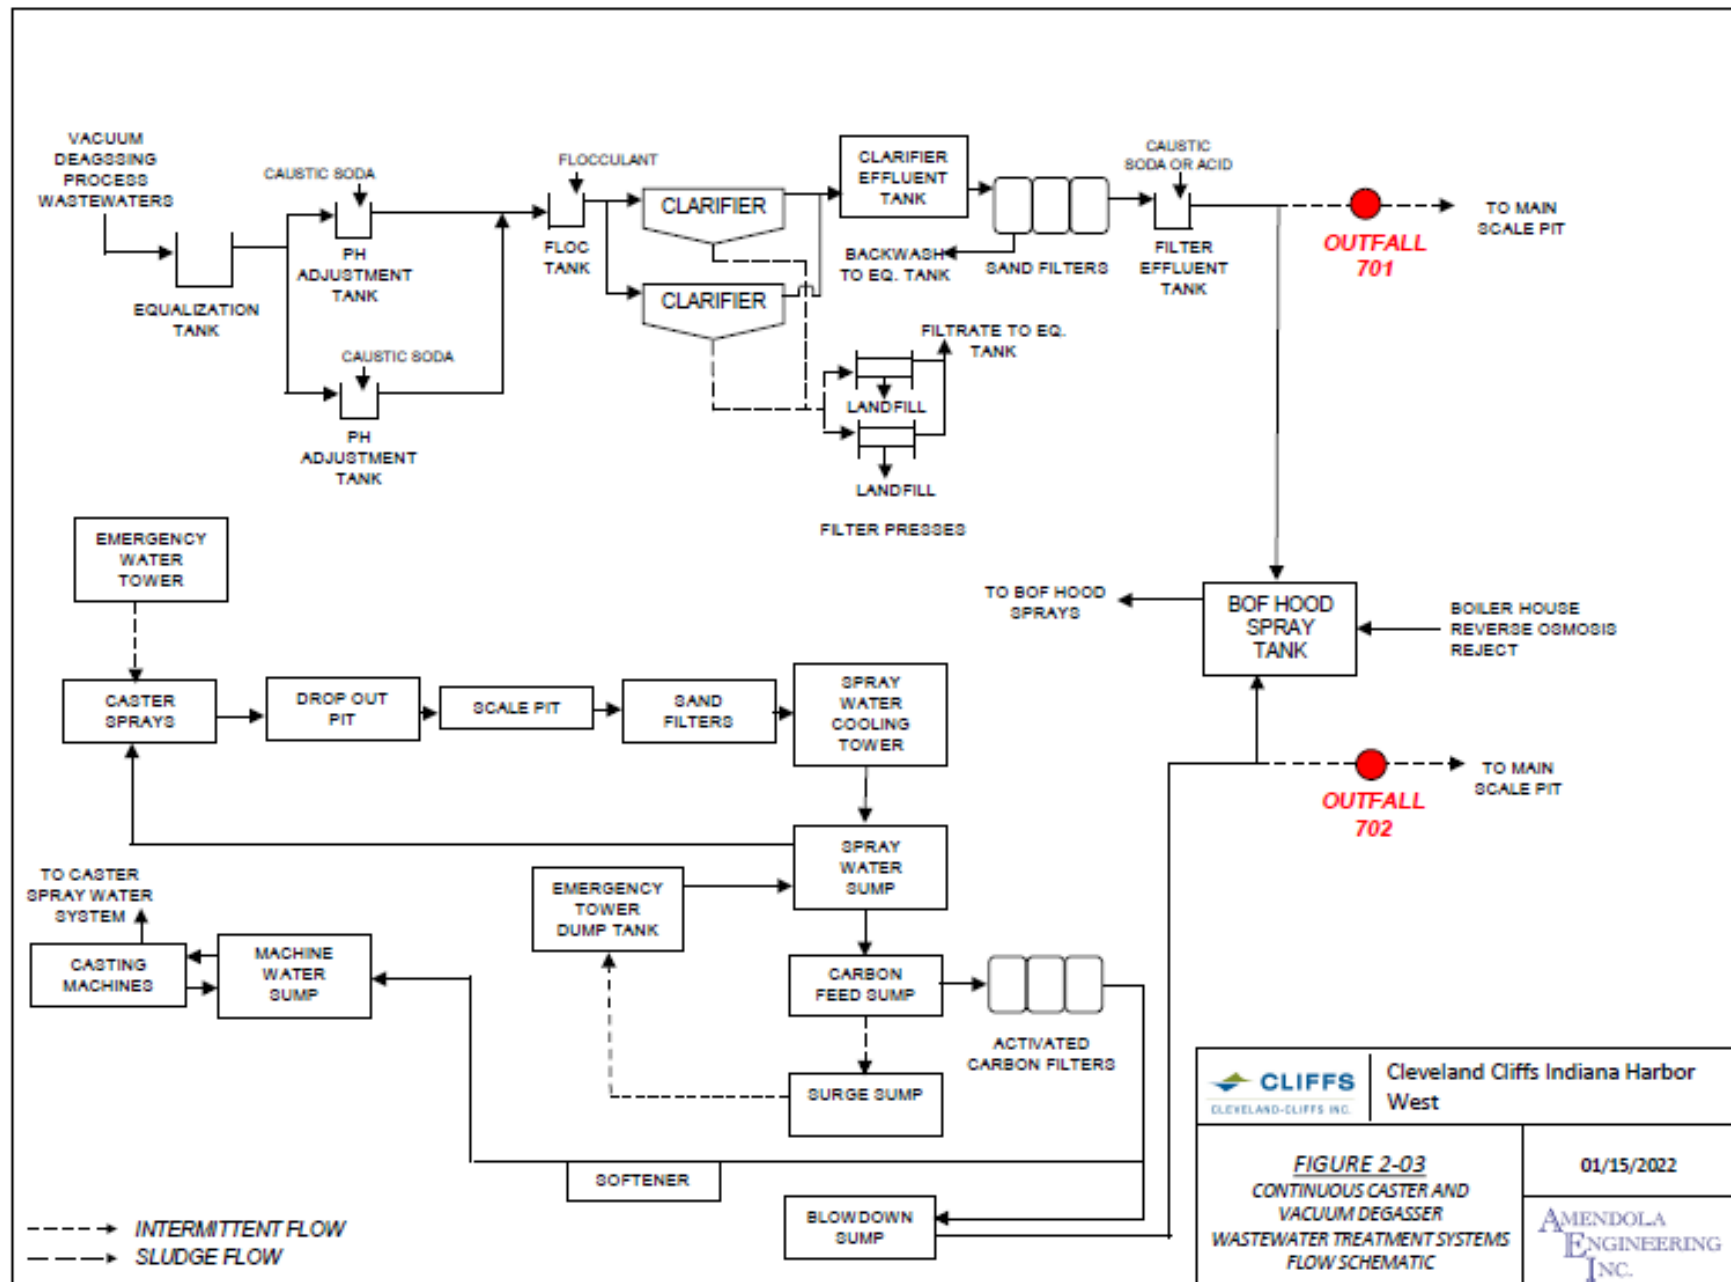 VACUUM
DEAGSSING
PROCESS
WASTEWATERS
CAUSTIC SODA
EQUALIZATION
TANK
PH
ADJUSTMENT
TANK
CAUSTIC SODA
PH
ADJUSTMENT
TANK
FLOCCULANT
FLOC
TANK
CLARIFIER
CLARIFIER
CLARIFIER
EFFLUENT
TANK
BACKWASH
TO EQ. TANK
SAND FILTERS
CAUSTIC
SODA OR ACID
FILTER
EFFLUENT
TANK
OUTFALL
701
TO MAIN
SCALE PIT
FILTRATE TO EQ.
TANK
LANDFILL
LANDFILL
FILTER PRESSES
EMERGENCY
WATER
TOWER
TO BOF HOOD
SPRAYS
BOF HOOD
SPRAY
TANK
BOILER HOUSE
REVERSE OSMOSIS
REJECT
CASTER
SPRAYS
DROP OUT
PIT
SCALE PIT
SAND
FILTERS
SPRAY
WATER
COOLING
TOWER
OUTFALL
702
TO MAIN
SCALE PIT
SPRAY
WATER
SUMP
EMERGENCY
TOWER
DUMP TANK
TO CASTER
SPRAY WATER
SYSTEM
CASTING
MACHINES
MACHINE
WATER
SUMP
CARBON
FEED SUMP
ACTIVATED
CARBON FILTERS
SURGE SUMP
SOFTENER
BLOWDOWN
SUMP
INTERMITTENT FLOW
SLUDGE FLOW
CLIFFS
CLEVELAND-CLIFFS INC.
Cleveland Cliffs Indiana Harbor
West
FIGURE 2-03
CONTINUOUS CASTER AND
VACUUM DEGASSER
WASTEWATER TREATMENT SYSTEMS
FLOW SCHEMATIC
01/15/2022
AMENDOLA
ENGINEERING
INC.